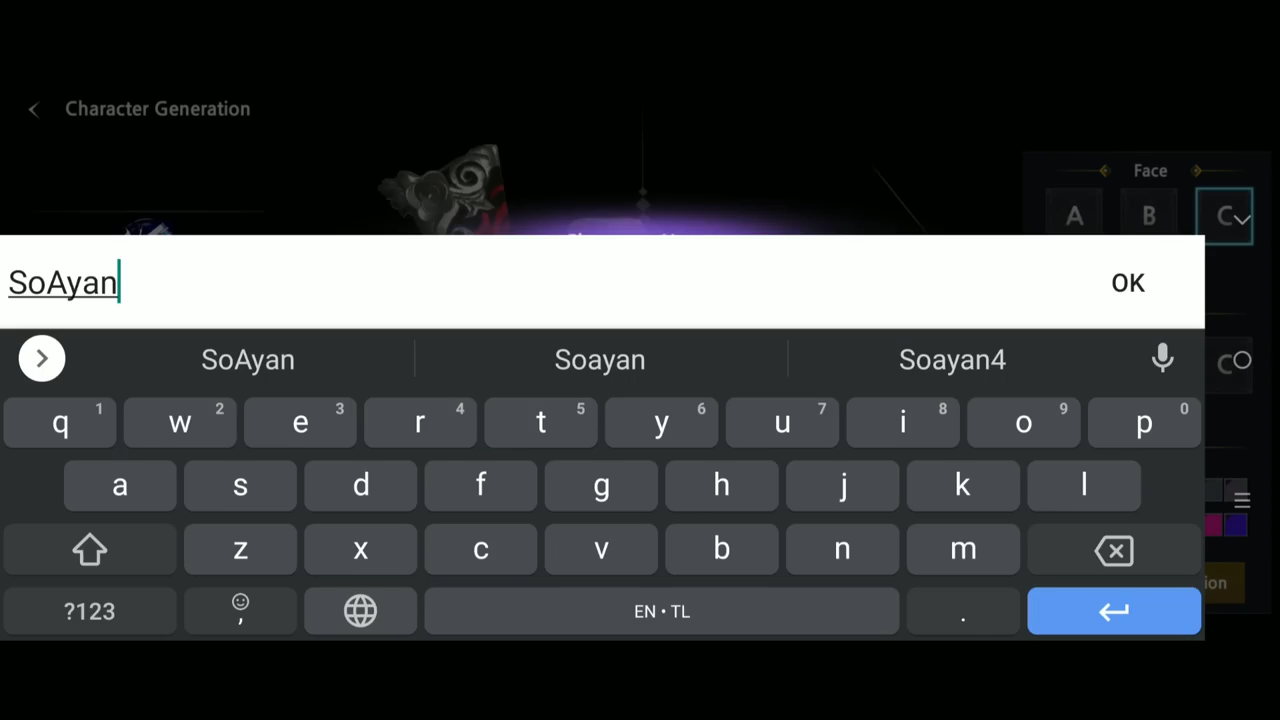 Character Generation
Face
A B C
SoAyan OK
SoAyan Soayan Soayan4
q 1 w 2 e 3 r 4 t 5 y 6 u 7 i 8 o 9 p 0
a s d f g h j k l
C
z x c v b n m
?123 , EN • TL .